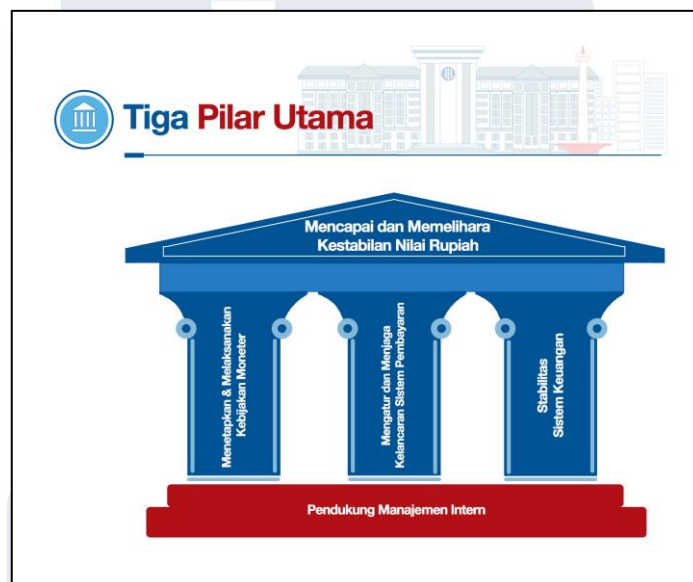 Tiga Pilar Utama
Mencapai dan Memelihara
Kestabilan Nilai Rupiah
Menetapkan & Melaksanakan
Kebijakan Moneter
Mengatur dan Menjaga
Kelancaran Sistem Pembayaran
Stabilitas
Sistem Keuangan
Pendukung Manajemen Intern